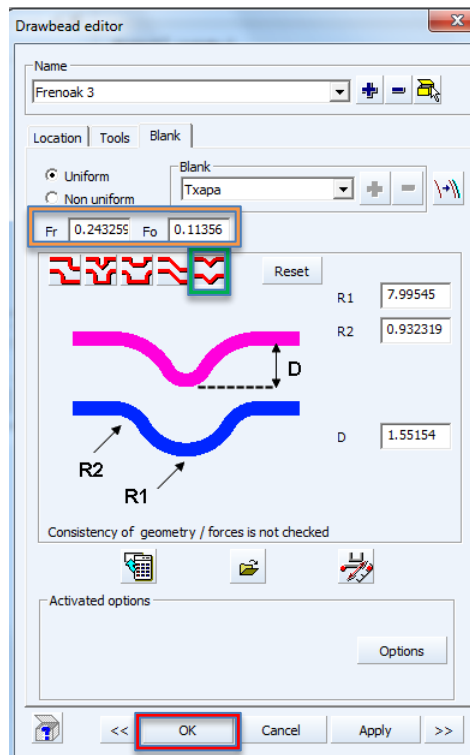 Drawbead editor
Name
Frenoak 3
Location Tools Blank
Uniform
Non uniform
Blank
Txapa
Fr 0.243259 Fo 0.11356
Reset
R1 7.99545
R2 0.932319
D
D 1.55154
R2
R1
Consistency of geometry / forces is not checked
Activated options
Options
<< OK Cancel Apply >>